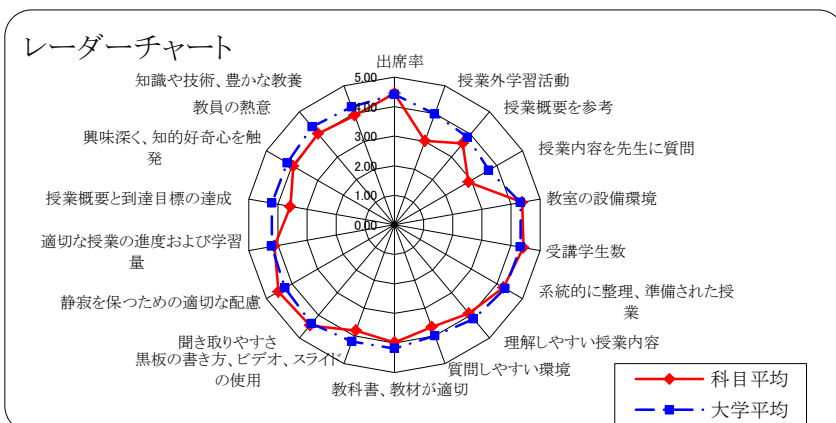 レーダーチャート
出席率
授業外学習活動
授業概要を参考
授業内容を先生に質問
教室の設備環境
受講学生数
系統的に整理、準備された授
業
理解しやすい授業内容
質問しやすい環境
教科書、教材が適切
黒板の書き方、ビデオ、スライド
の使用
聞き取りやすさ
静寂を保つための適切な配慮
適切な授業の進度および学習
量
授業概要と到達目標の達成
興味深く、知的好奇心を触
発
教員の熱意
知識や技術、豊かな教養
5.00
4.00
3.00
2.00
1.00
0.00
科目平均
大学平均